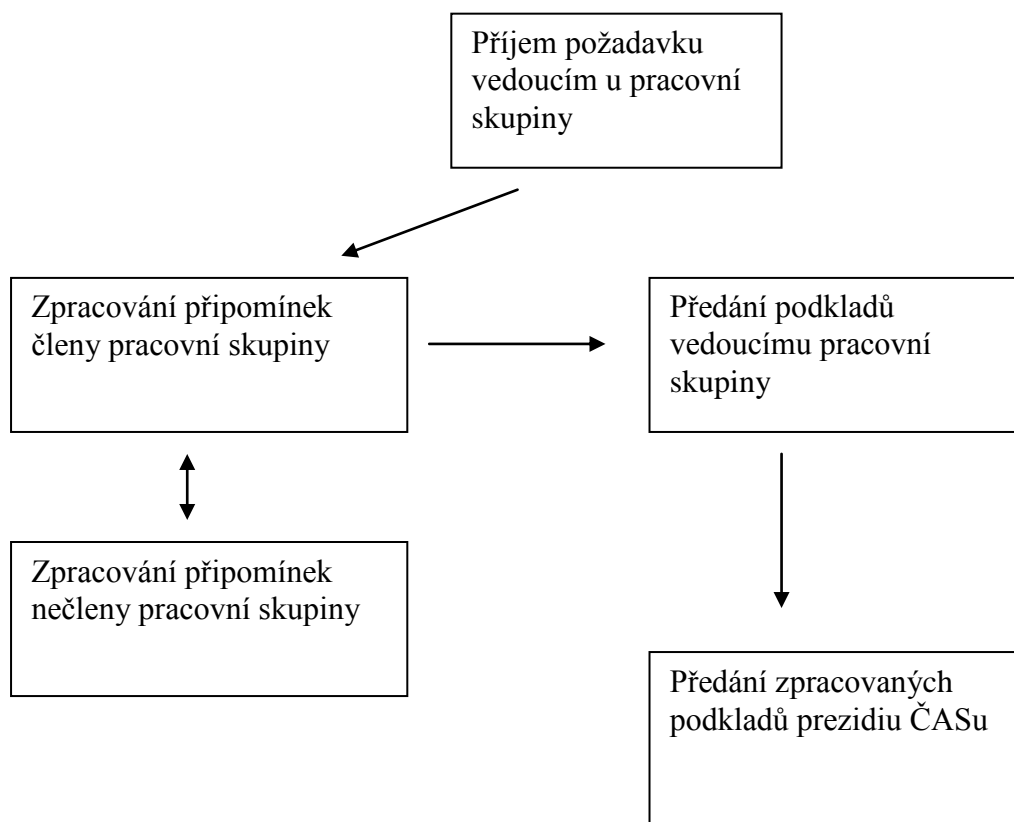 Příjem požadavku
vedoucím u pracovní
skupiny
Zpracování připomínek
členy pracovní skupiny
Předání podkladů
vedoucímu pracovní
skupiny
Zpracování připomínek
nečleny pracovní skupiny
Předání zpracovaných
podkladů prezidiu ČASu